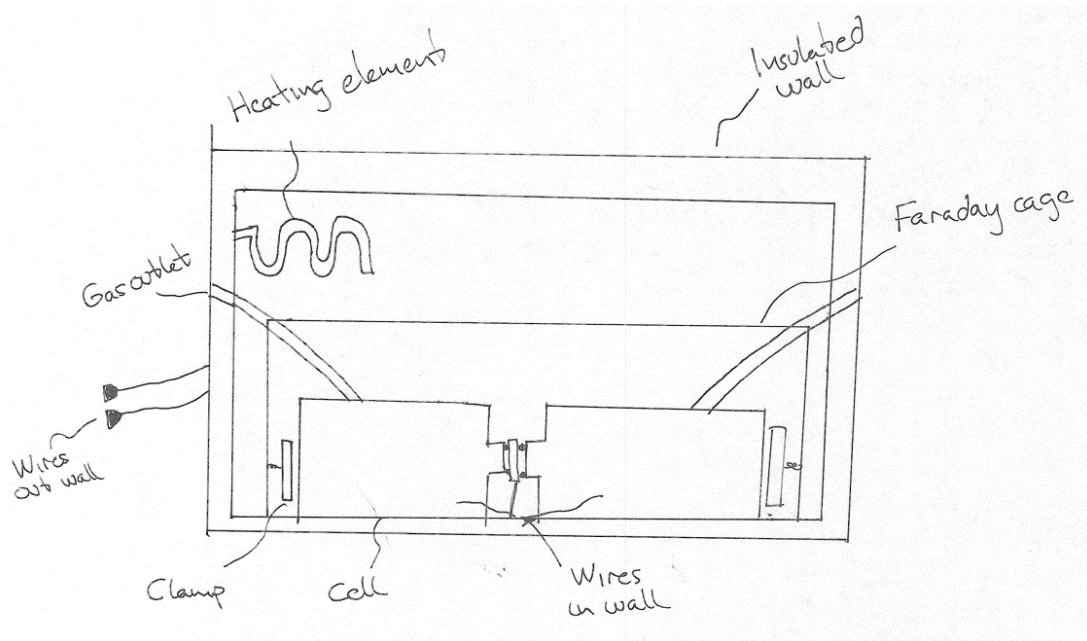 Heating element
Insulated
wall
Faraday cage
Gas outlet
Wires
out wall
Clamp
Cell
Wires
in wall